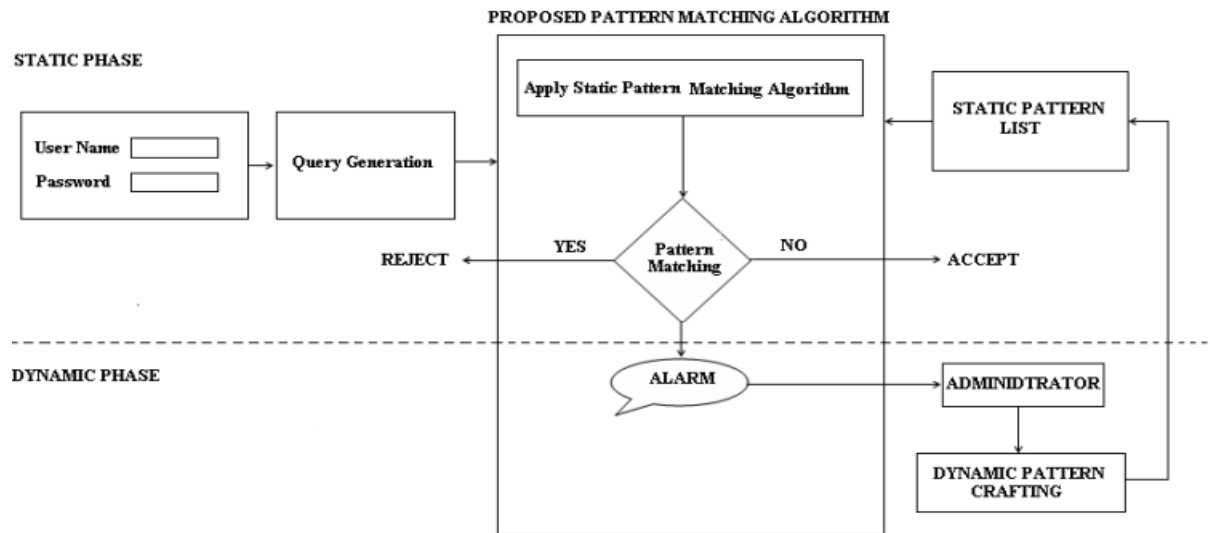 PROPOSED PATTERN MATCHING ALGORITHM
STATIC PHASE
Apply Static Pattern Matching Algorithm
STATIC PATTERN
LIST
User Name
Password
Query Generation
YES
NO
REJECT
Pattern
Matching
ACCEPT
DYNAMIC PHASE
ALARM
ADMINIDTRATOR
DYNAMIC PATTERN
CRAFTING